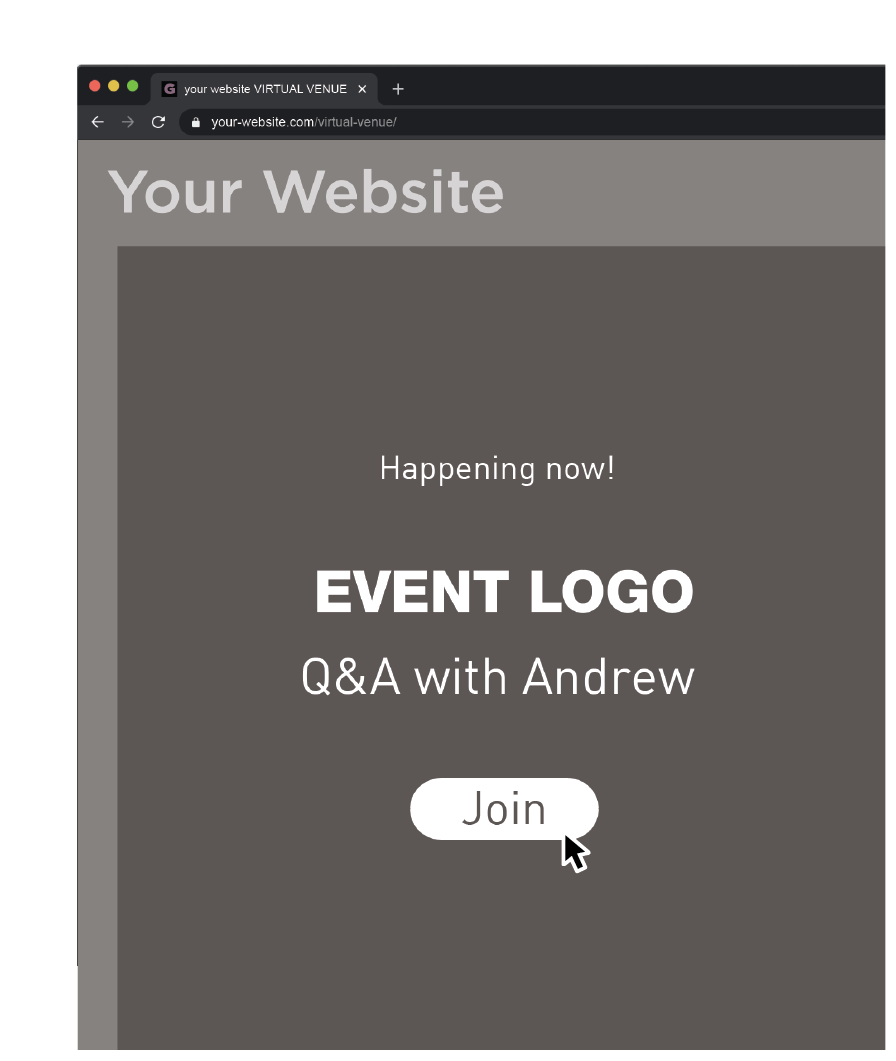 G your website VIRTUAL VENUE
your-website.com/virtual-venue/
Your Website
Happening now!
EVENT LOGO
Q&A with Andrew
Join